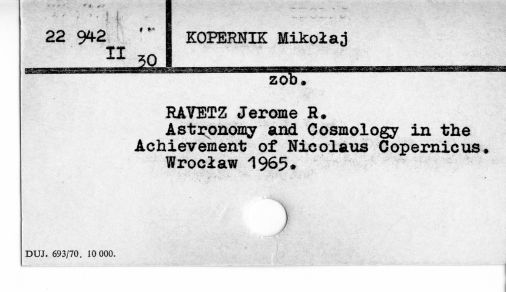 22 942
II 30
KOPERNIK Mikołaj
zob.
RAVETZ Jerome R.
Astronomy and Cosmology in the
Achievement of Nicolaus Copernicus.
Wrocław 1965.
DUJ. 693/70. 10 000.